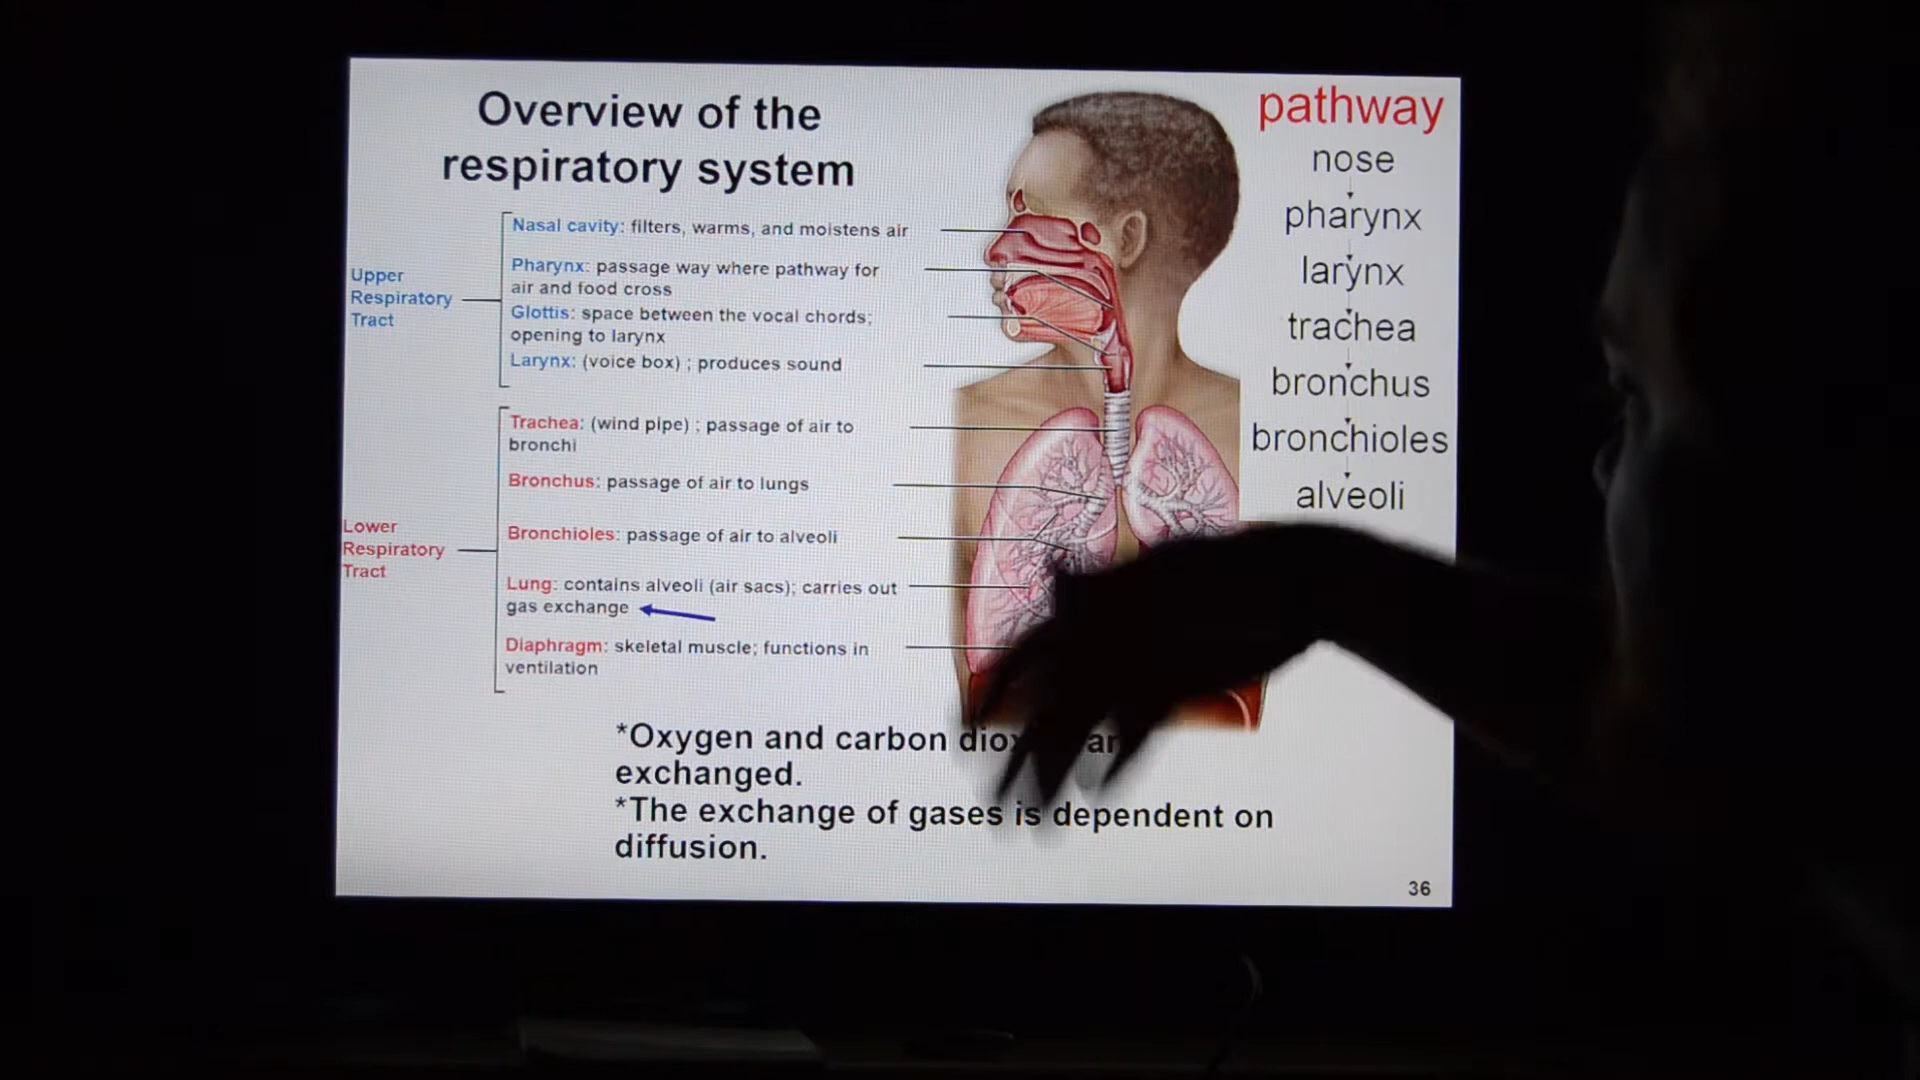 Overview of the
respiratory system
Upper
Respiratory
Tract
Nasal cavity: filters, warms, and moistens air
Pharynx: passage way where pathway for
air and food cross
Glottis: space between the vocal chords;
opening to larynx
Larynx: (voice box) ; produces sound
Lower
Respiratory
Tract
Trachea: (wind pipe) ; passage of air to
bronchi
Bronchus: passage of air to lungs
Bronchioles: passage of air to alveoli
Lung: contains alveoli (air sacs); carries out
gas exchange
Diaphragm: skeletal muscle; functions in
ventilation
pathway
nose
pharynx
larynx
trachea
bronchus
bronchioles
alveoli
*Oxygen and carbon
exchanged.
*The exchange of gases is dependent on
diffusion.
36